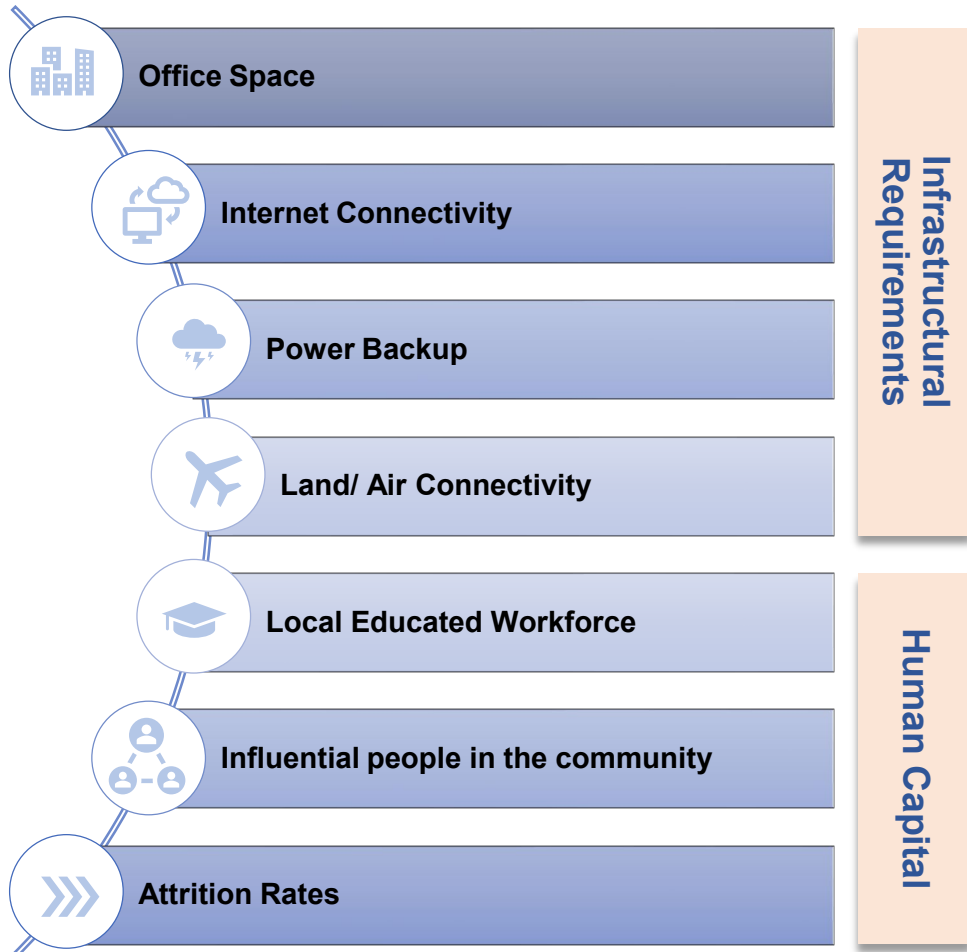 Office Space
Internet Connectivity
Power Backup
Land/ Air Connectivity
Infrastructural
Requirements
Local Educated Workforce
Influential people in the community
Attrition Rates
Human Capital